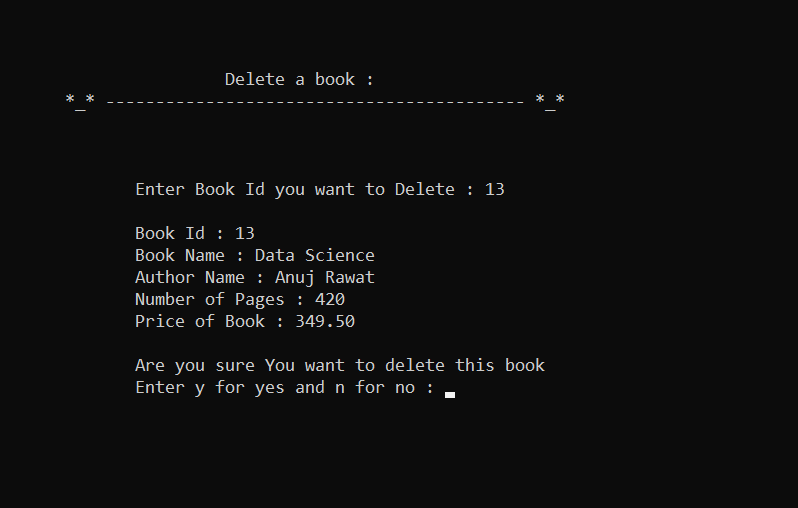 Delete a book :
*_* ------------------------------------------ *_*
Enter Book Id you want to Delete : 13
Book Id : 13
Book Name : Data Science
Author Name : Anuj Rawat
Number of Pages : 420
Price of Book : 349.50
Are you sure You want to delete this book
Enter y for yes and n for no :